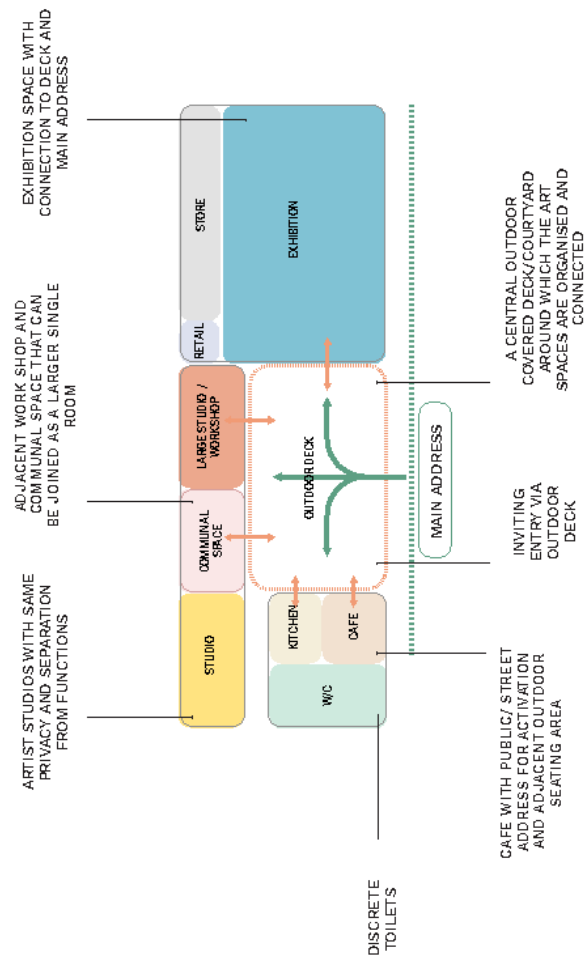 ARTIST STUDIOS WITH SAME
PRIVACY AND SEPARATION
FROM FUNCTIONS
ADJACENT WORK SHOP AND
COMMUNAL SPACE THAT CAN
BE JOINED AS A LARGER SINGLE
ROOM
EXHIBITION SPACE WITH
CONNECTION TO DECK AND
MAIN ADDRESS
STUDIO
COMMUNAL
SPACE
LARGE STUDIO /
WORKSHOP
RETAIL
STORE
W/C
KITCHEN
CAFE
OUTDOOR DECK
EXHIBITION
MAIN ADDRESS
DISCRETE
TOILETS
CAFE WITH PUBLIC/ STREET
ADDRESS FOR ACTIVATION
AND ADJACENT OUTDOOR
SEATING AREA
INVITING
ENTRY VIA
OUTDOOR
DECK
A CENTRAL OUTDOOR
COVERED DECK/COURTYARD
AROUND WHICH THE ART
SPACES ARE ORGANISED AND
CONNECTED